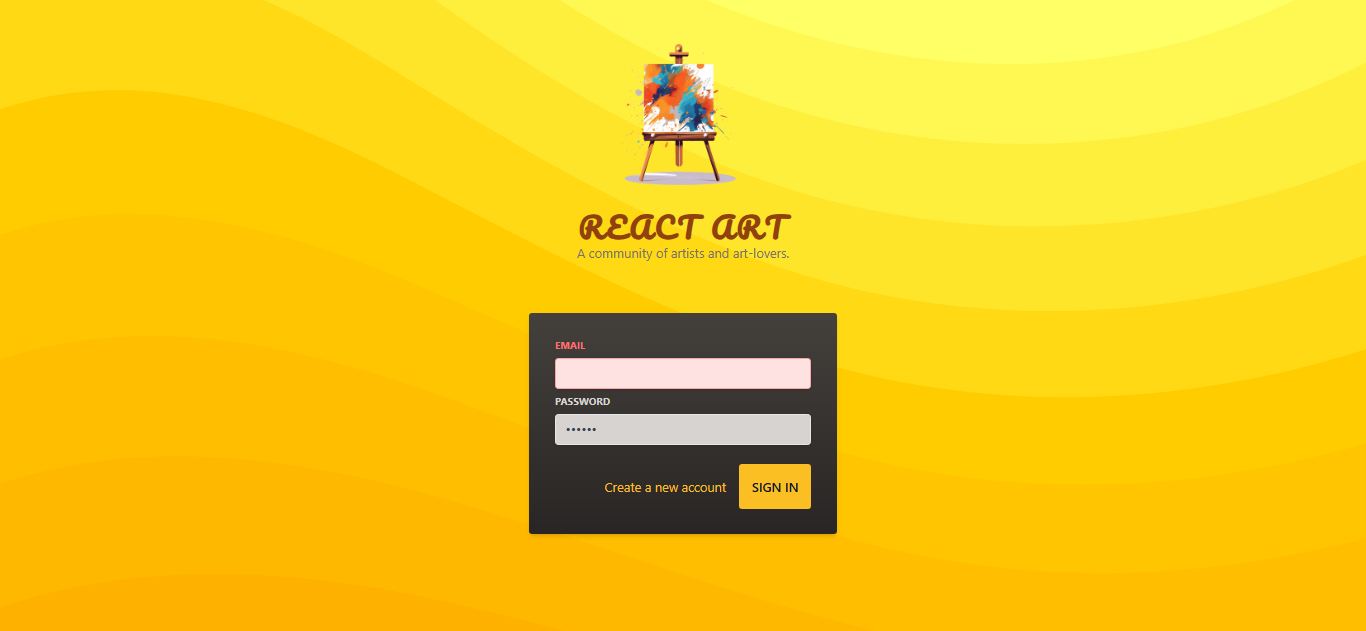 REACT ART
A community of artists and art-lovers.
EMAIL
PASSWORD
••••••
Create a new account SIGN IN